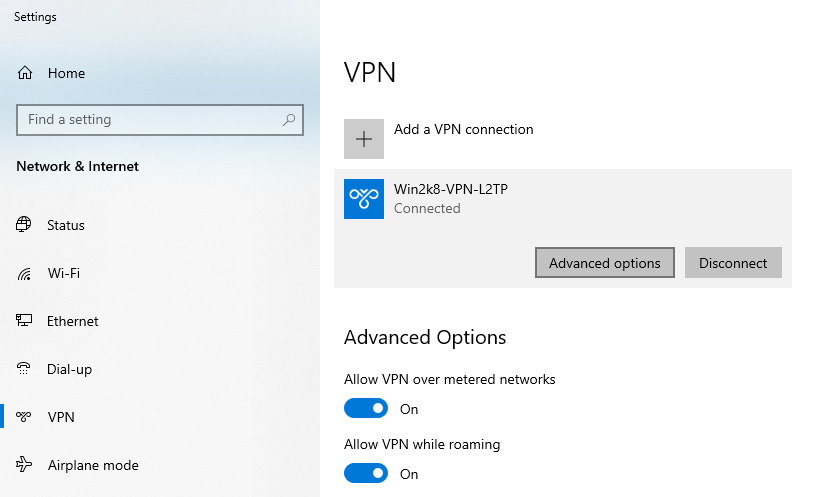 Settings
Home
Find a setting
Network & Internet
Status
Wi-Fi
Ethernet
Dial-up
VPN
Airplane mode
VPN
Add a VPN connection
Win2k8-VPN-L2TP
Connected
Advanced options
Disconnect
Advanced Options
Allow VPN over metered networks
On
Allow VPN while roaming
On